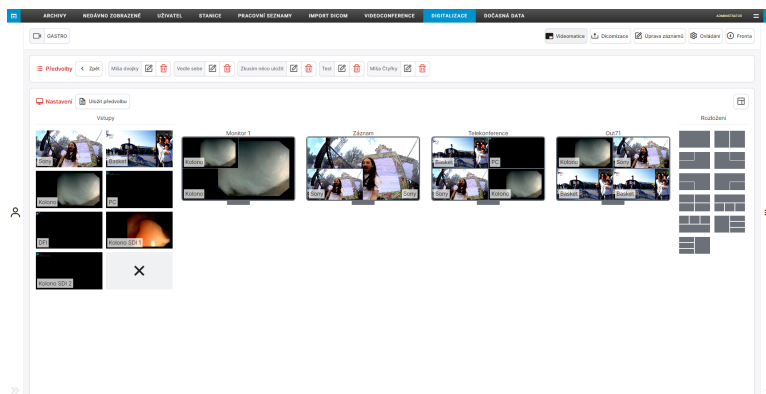 ARCHIVY NEDÁVNO ZOBRAZENÉ UŽIVATEL STANICE PRACOVNÍ SEZNAMY IMPORT DICOM VIDEOCONFERENCE DIGITALIZACE DOČASNÁ DATA ADMINISTRATOR
GASTRO Videomatice Dicomizace Úprava záznamů Ovládání Fronta
Předvolby Zpět Míša dvojky Vedle sebe Zkusím něco uložit Test Míša Čtyřky
Nastavení Uložit předvolbu
Vstupy Rozložení
Monitor 1 Záznam Telekonference Out71
Sony Basket Kolono Basket PC Kolono Sony
Kolono PC Kolono Sony Sony Sony Kolono Basket Basket
DFI Kolono SDI 1
Kolono SDI 2